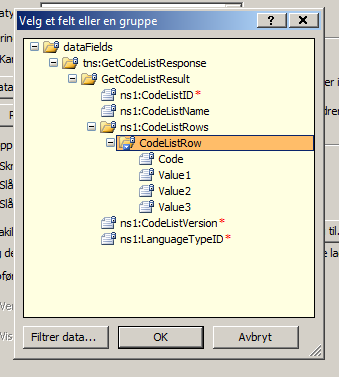 Velg et felt eller en gruppe
dataFields
tns:GetCodeListResponse
GetCodeListResult
ns1:CodeListID *
ns1:CodeListName
ns1:CodeListRows
CodeListRow
Code
Value1
Value2
Value3
ns1:CodeListVersion *
ns1:LanguageTypeID *
Filtrer data...
OK
Avbryt